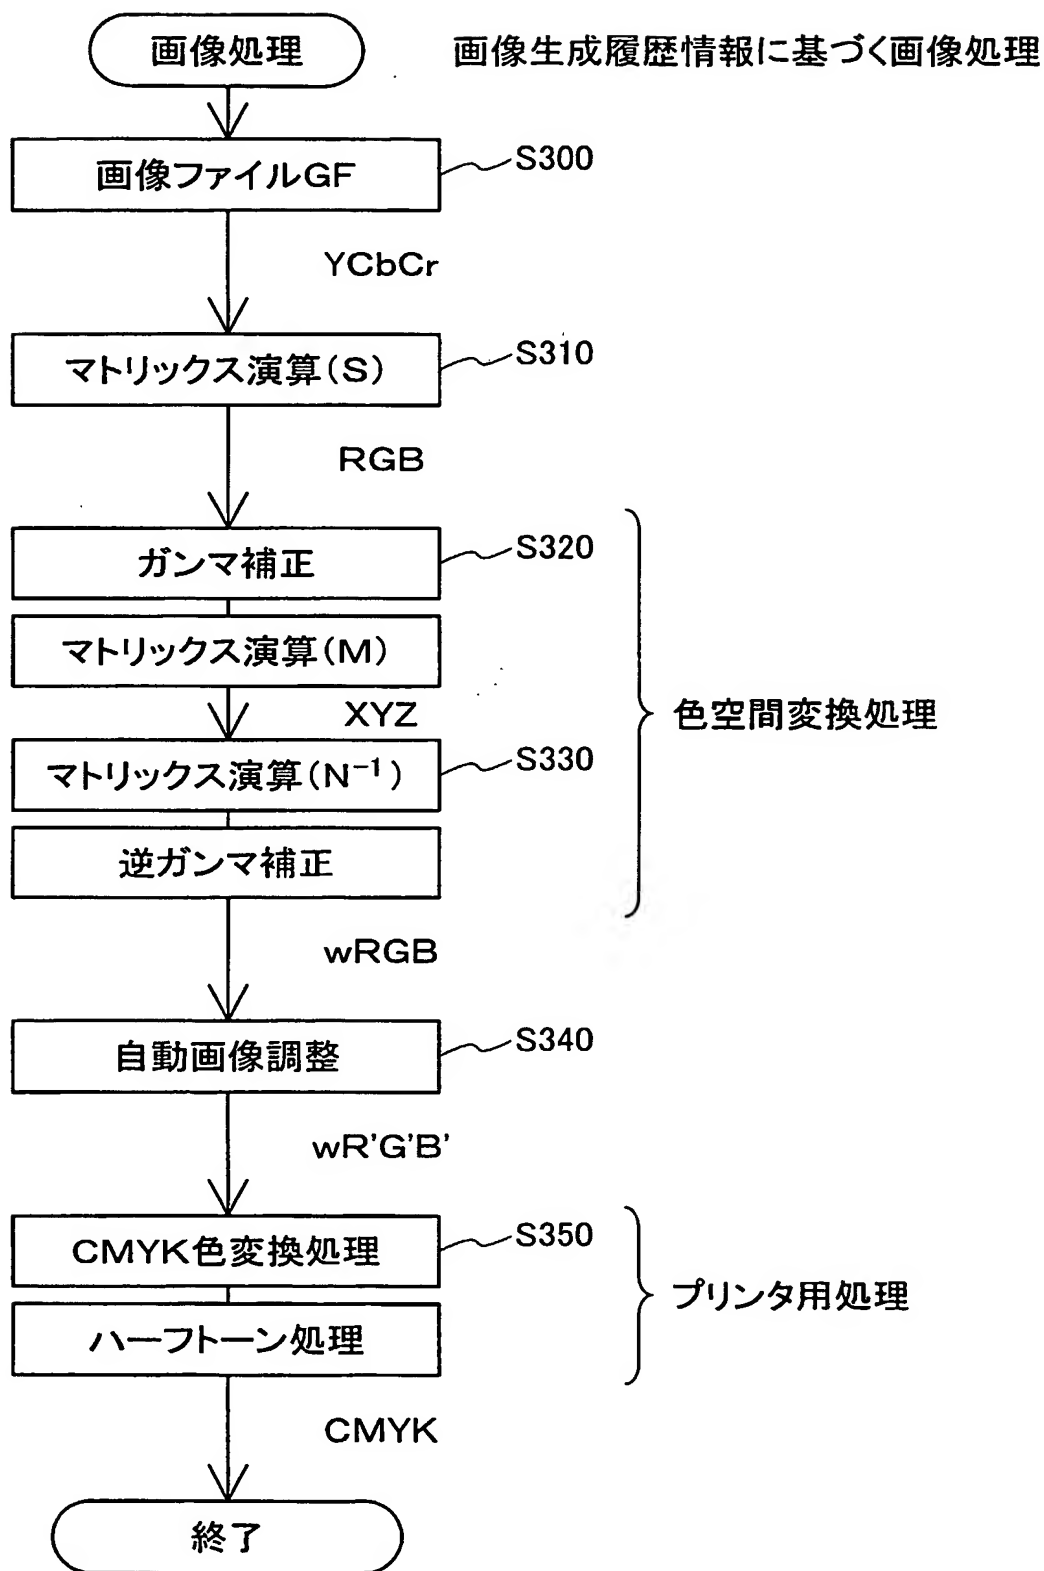 画像処理
画像生成履歴情報に基づく画像処理
画像ファイルGF
S300
YCbCr
マトリックス演算(S)
S310
RGB
ガンマ補正
S320
マトリックス演算(M)
XYZ
色空間変換処理
マトリックス演算(N⁻¹)
S330
逆ガンマ補正
wRGB
自動画像調整
S340
wR'G'B'
CMYK色変換処理
S350
プリンタ用処理
ハーフトーン処理
CMYK
終了